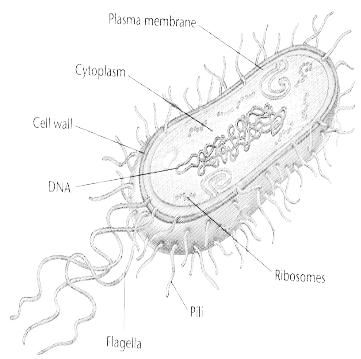 Plasma membrane
Cytoplasm
Cell wall
DNA
Ribosomes
Pili
Flagella